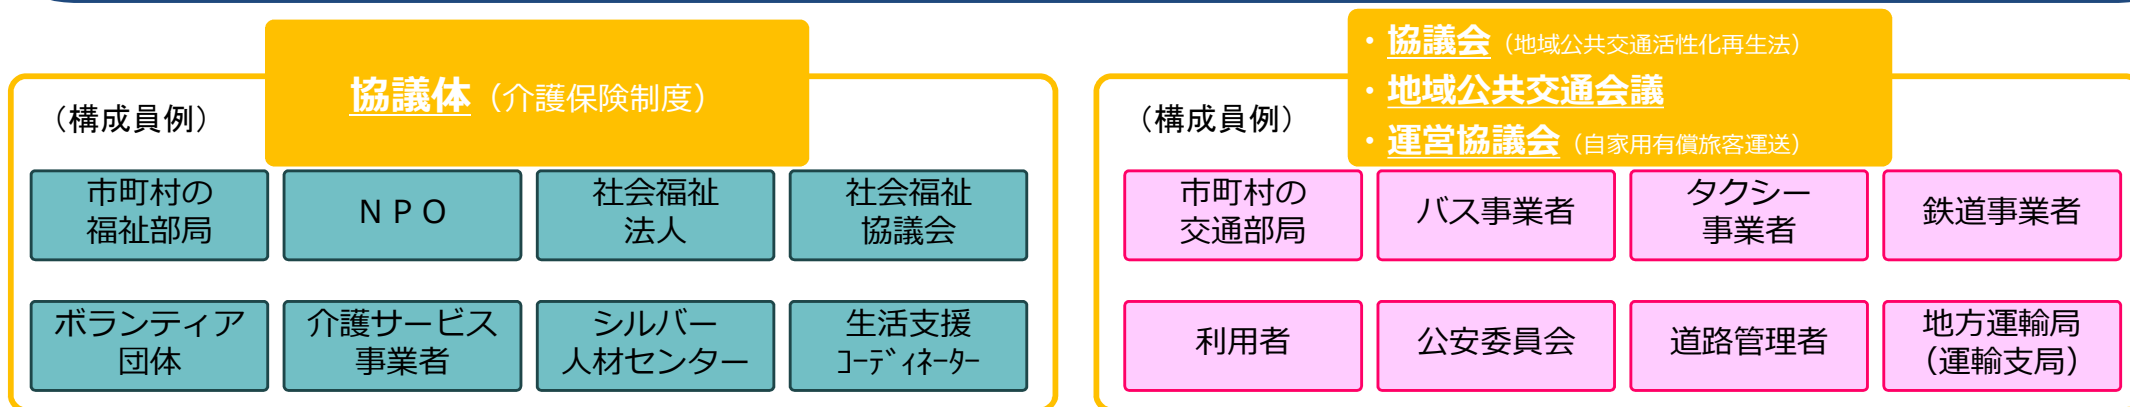 協議体（介護保険制度）
（構成員例）
市町村の
福祉部局
ＮＰＯ
社会福祉
法人
社会福祉
協議会
ボランティア
団体
介護サービス
事業者
シルバー
人材センター
生活支援
ｺｰﾃﾞｨﾈｰﾀｰ
・協議会（地域公共交通活性化再生法）
・地域公共交通会議
・運営協議会（自家用有償旅客運送）
（構成員例）
市町村の
交通部局
バス事業者
タクシー
事業者
鉄道事業者
利用者
公安委員会
道路管理者
地方運輸局
（運輸支局）